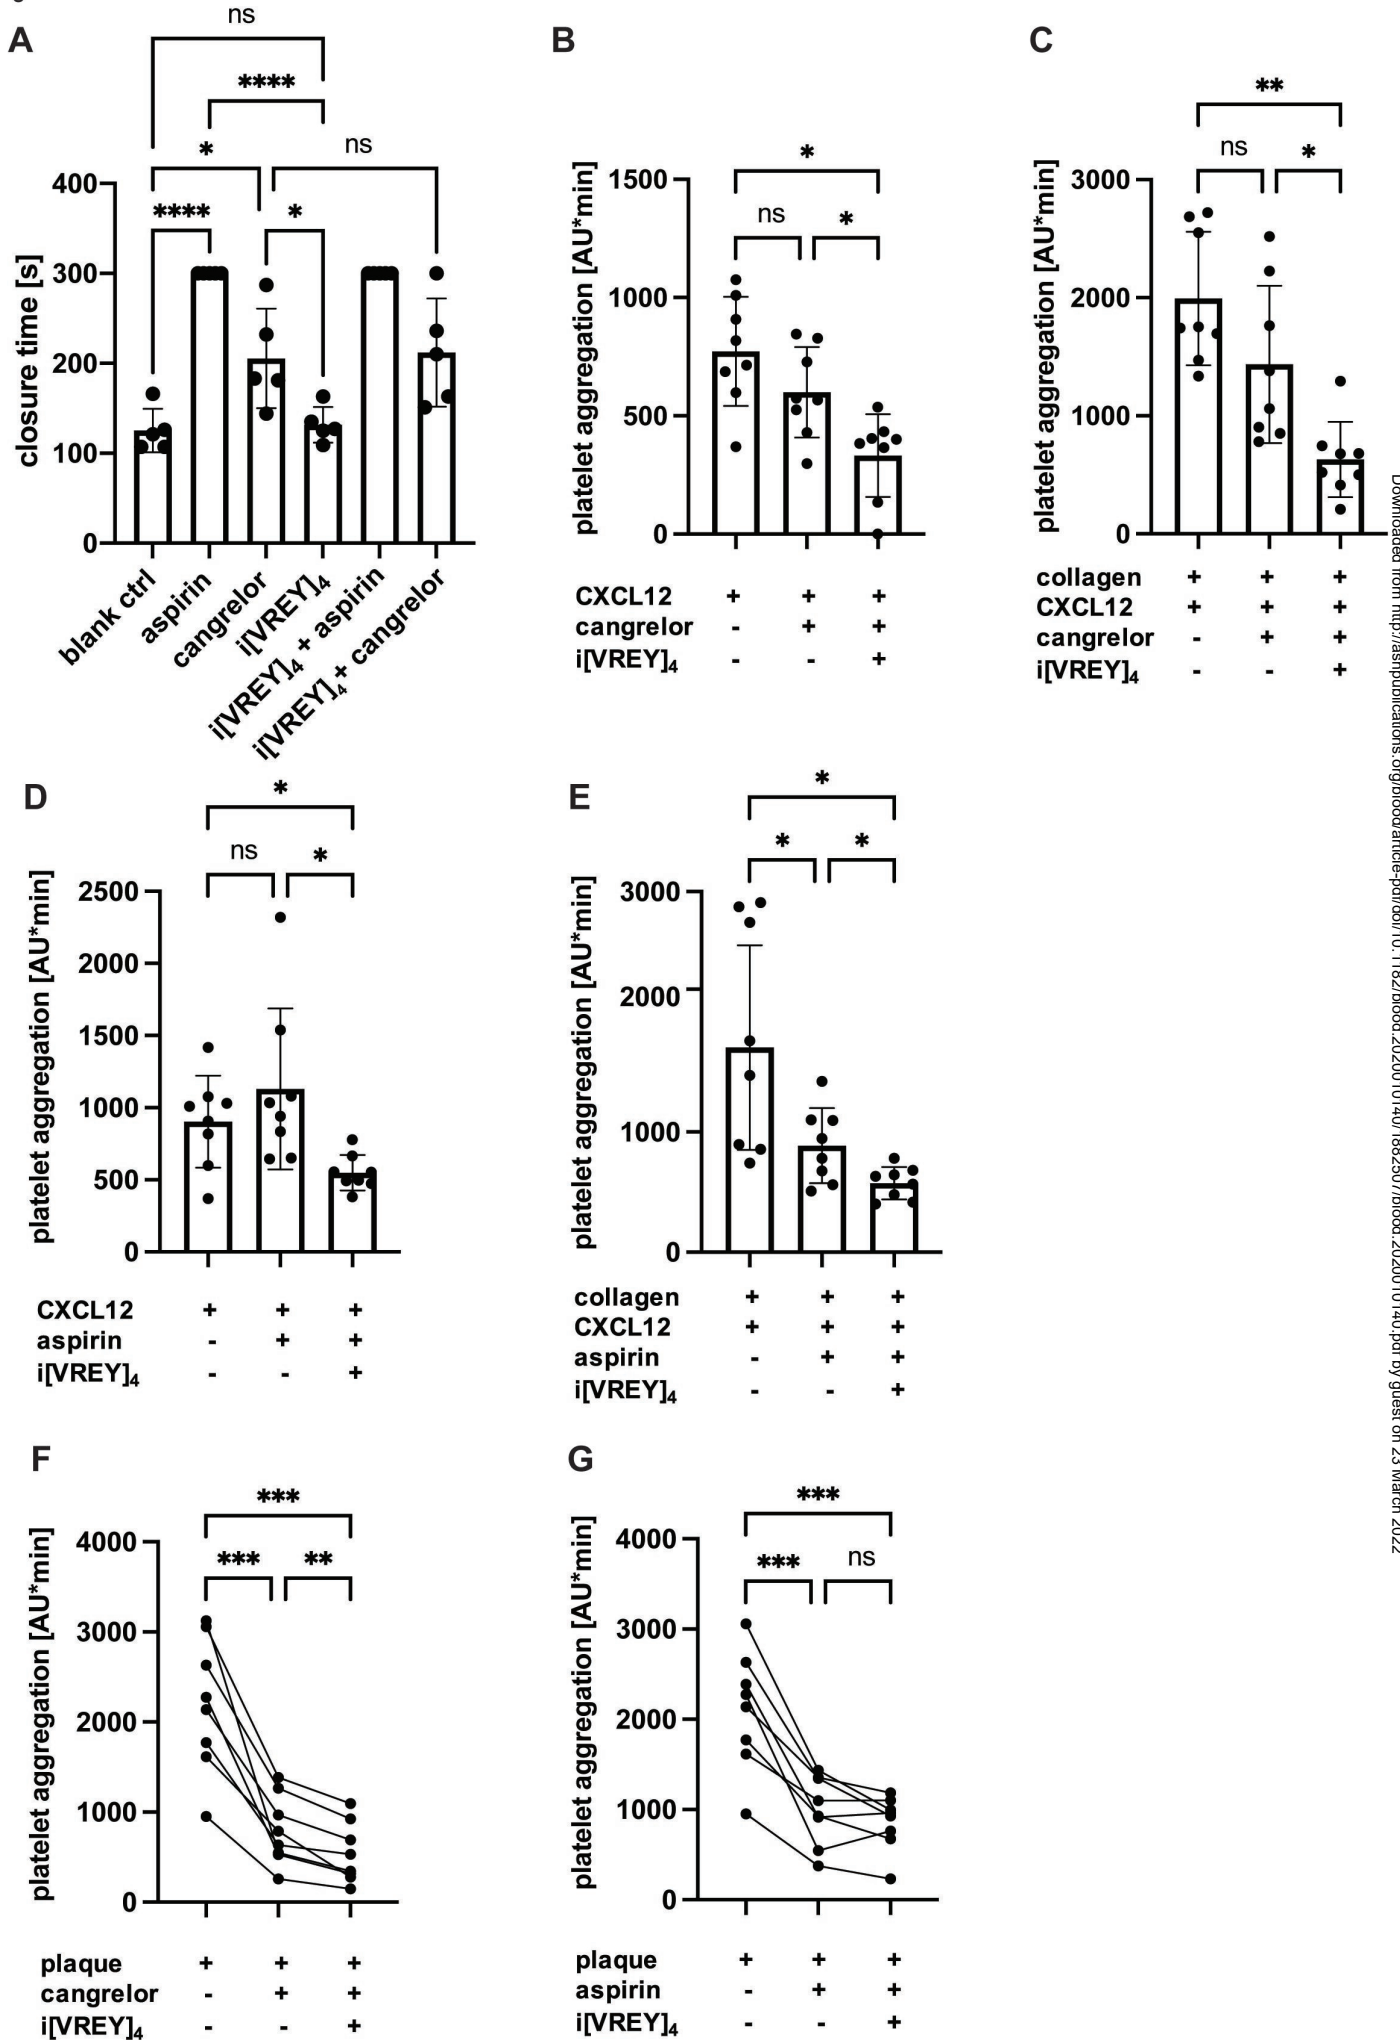 A
ns
****
* ns
**** *
closure time [s]
400
300
200
100
0
blank ctrl
aspirin
cangrelor
i[VREY]4
i[VREY]4 + aspirin
i[VREY]4 + cangrelor
B
*
ns *
platelet aggregation [AU*min]
1500
1000
500
0
CXCL12 + + +
cangrelor - + +
i[VREY]4 - - +
C
**
ns *
platelet aggregation [AU*min]
3000
2000
1000
0
collagen + + +
CXCL12 + + +
cangrelor - + +
i[VREY]4 - - +
D
*
ns *
platelet aggregation [AU*min]
2500
2000
1500
1000
500
0
CXCL12 + + +
aspirin - + +
i[VREY]4 - - +
E
*
* *
platelet aggregation [AU*min]
3000
2000
1000
0
collagen + + +
CXCL12 + + +
aspirin - + +
i[VREY]4 - - +
F
***
*** **
platelet aggregation [AU*min]
4000
3000
2000
1000
0
plaque + + +
cangrelor - + +
i[VREY]4 - - +
G
***
*** ns
platelet aggregation [AU*min]
4000
3000
2000
1000
0
plaque + + +
aspirin - + +
i[VREY]4 - - +
Downloaded from http://ashpublications.org/blood/article-pdf/doi/10.1182/blood.2020010140/1882507/blood.2020010140.pdf by guest on 23 March 2022